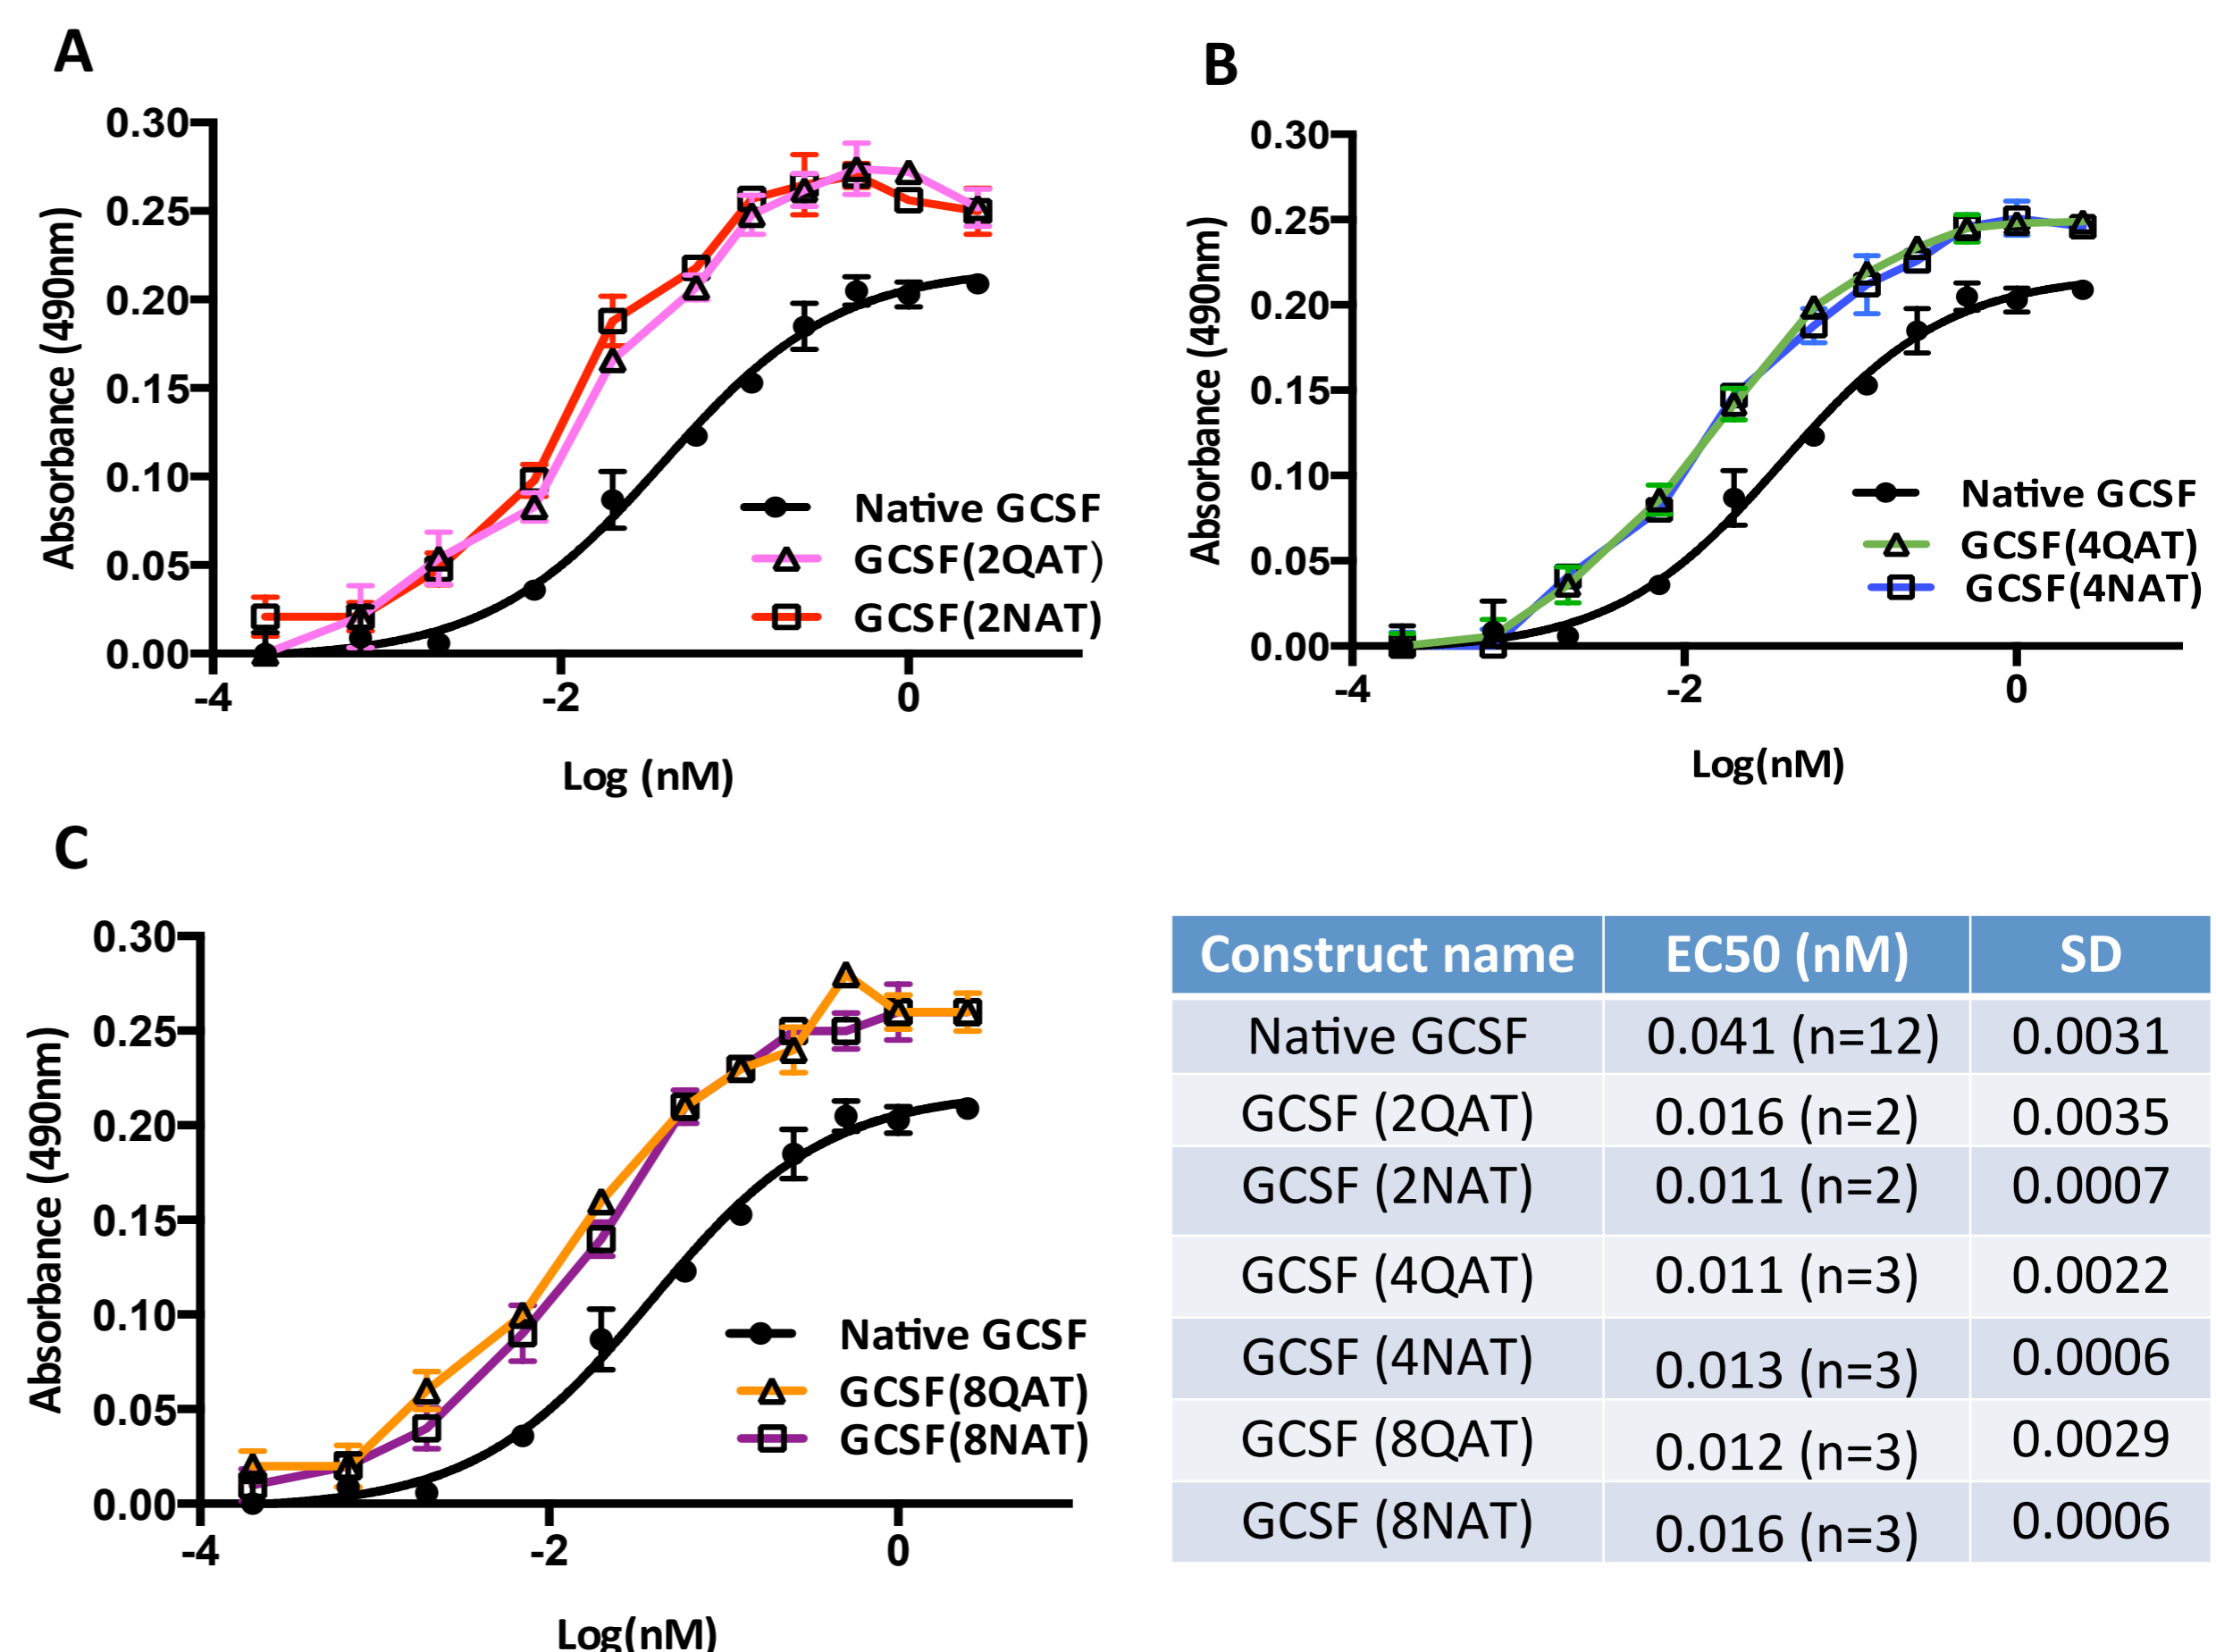 A
0.30
0.25
0.20
0.15
0.10
0.05
0.00
Absorbance (490nm)
-4 -2 0
Log (nM)
Native GCSF
GCSF(2QAT)
GCSF(2NAT)
B
0.30
0.25
0.20
0.15
0.10
0.05
0.00
Absorbance (490nm)
-4 -2 0
Log(nM)
Native GCSF
GCSF(4QAT)
GCSF(4NAT)
C
0.30
0.25
0.20
0.15
0.10
0.05
0.00
Absorbance (490nm)
-4 -2 0
Log(nM)
Native GCSF
GCSF(8QAT)
GCSF(8NAT)
Construct name EC50 (nM) SD
Native GCSF 0.041 (n=12) 0.0031
GCSF (2QAT) 0.016 (n=2) 0.0035
GCSF (2NAT) 0.011 (n=2) 0.0007
GCSF (4QAT) 0.011 (n=3) 0.0022
GCSF (4NAT) 0.013 (n=3) 0.0006
GCSF (8QAT) 0.012 (n=3) 0.0029
GCSF (8NAT) 0.016 (n=3) 0.0006